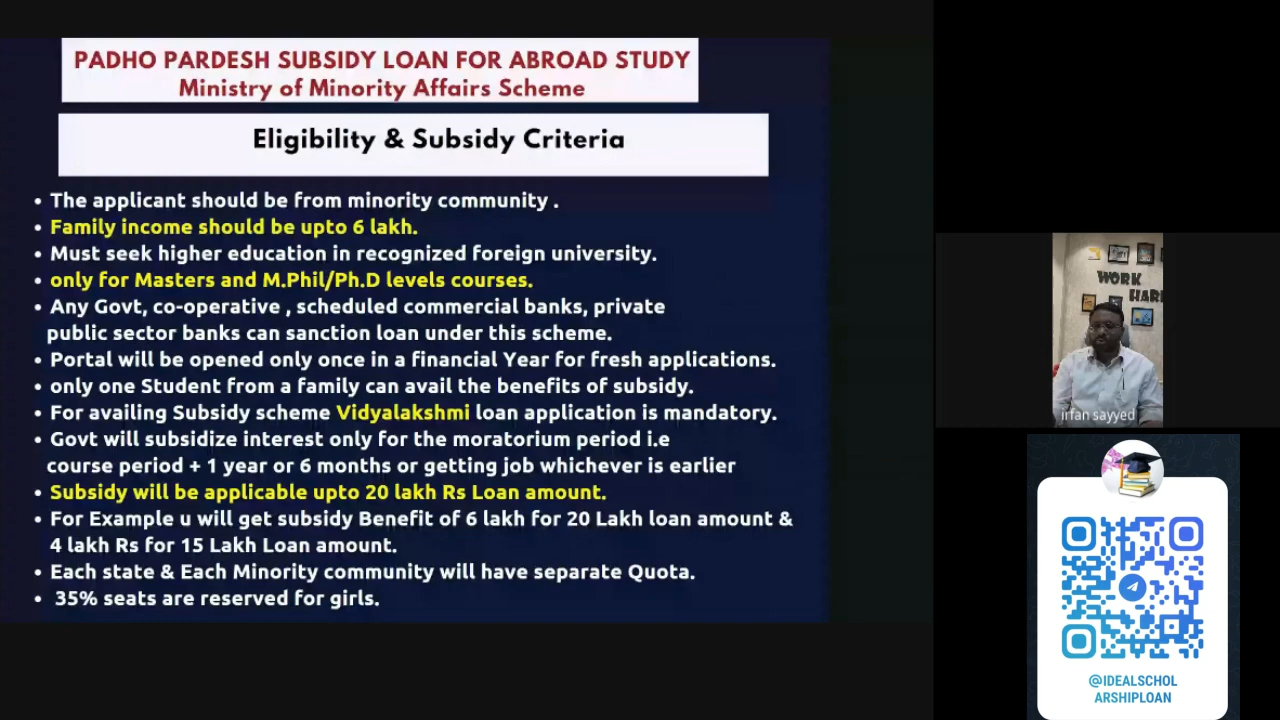 PADHO PARDESH SUBSIDY LOAN FOR ABROAD STUDY
Ministry of Minority Affairs Scheme
Eligibility & Subsidy Criteria
• The applicant should be from minority community .
• Family income should be upto 6 lakh.
• Must seek higher education in recognized foreign university.
• only for Masters and M.Phil/Ph.D levels courses.
• Any Govt, co-operative , scheduled commercial banks, private
public sector banks can sanction loan under this scheme.
• Portal will be opened only once in a financial Year for fresh applications.
• only one Student from a family can avail the benefits of subsidy.
• For availing Subsidy scheme Vidyalakshmi loan application is mandatory.
• Govt will subsidize interest only for the moratorium period i.e
course period + 1 year or 6 months or getting job whichever is earlier
• Subsidy will be applicable upto 20 lakh Rs Loan amount.
• For Example u will get subsidy Benefit of 6 lakh for 20 Lakh loan amount &
4 lakh Rs for 15 Lakh Loan amount.
• Each state & Each Minority community will have separate Quota.
• 35% seats are reserved for girls.
WORK
HARD
irfan sayyed
@IDEALSCHOL
ARSHIPLOAN